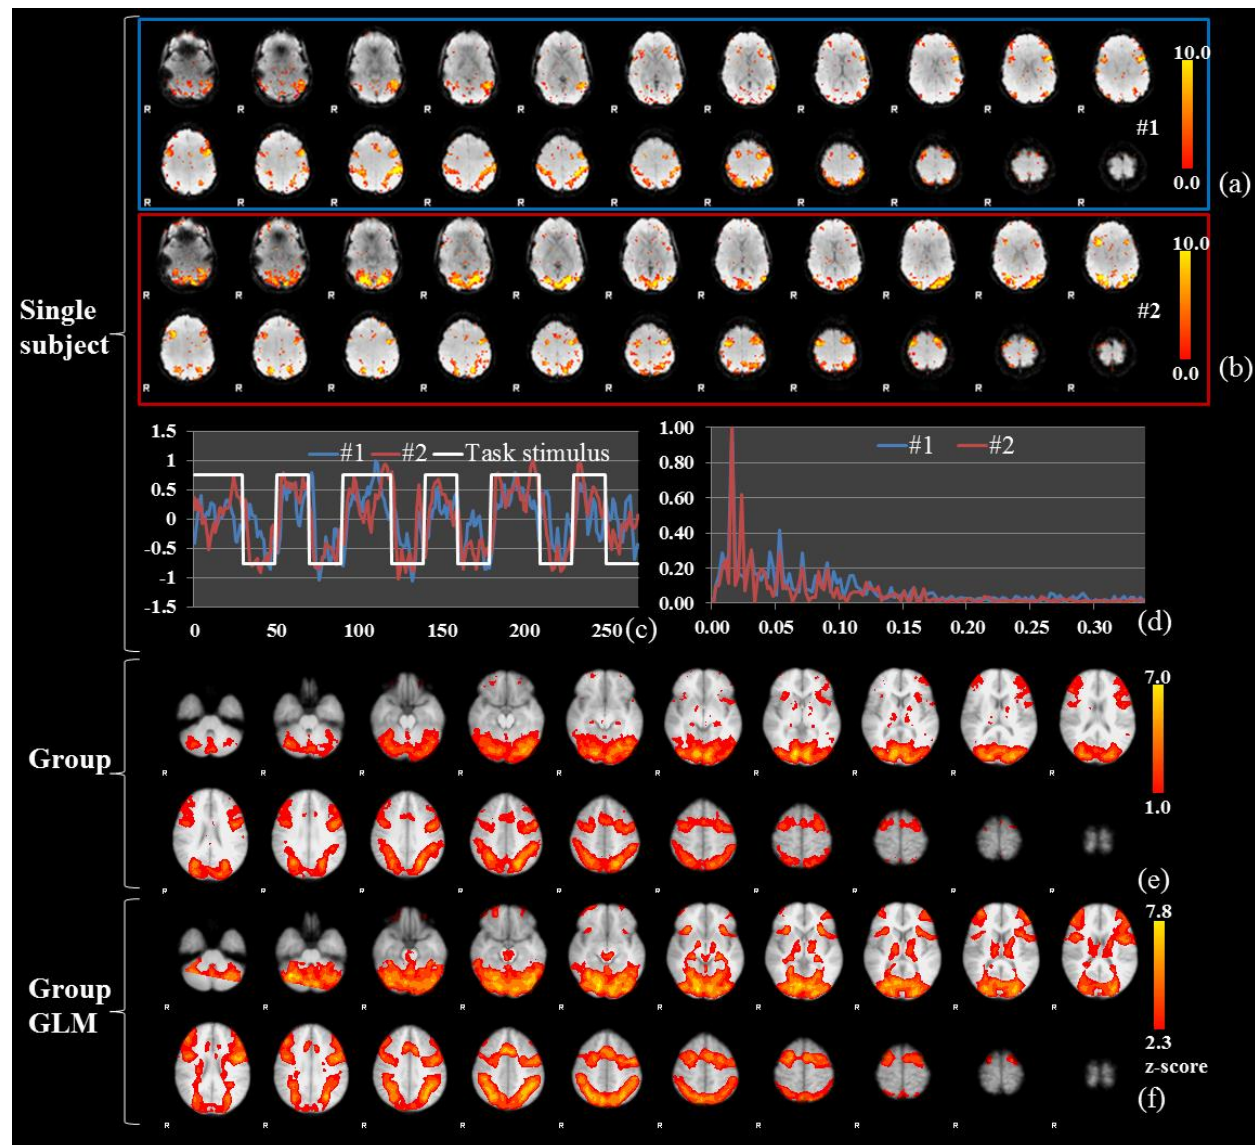 10.0
R R R R R R R R R R R
#1
0.0
(a)
R R R R R R R R R R R
10.0
R R R R R R R R R R R
#2
Single
subject
0.0
(b)
R R R R R R R R R R R
1.5
1
0.5
0
-0.5
-1
-1.5
#1 #2 Task stimulus
0 50 100 150 200 250
(c)
1.00
0.80
0.60
0.40
0.20
0.00
#1 #2
0.00 0.05 0.10 0.15 0.20 0.25 0.30
(d)
7.0
Group
R R R R R R R R R R
1.0
(e)
R R R R R R R R R R
7.8
Group
GLM
R R R R R R R R R R
2.3
z-score
(f)
R R R R R R R R R R